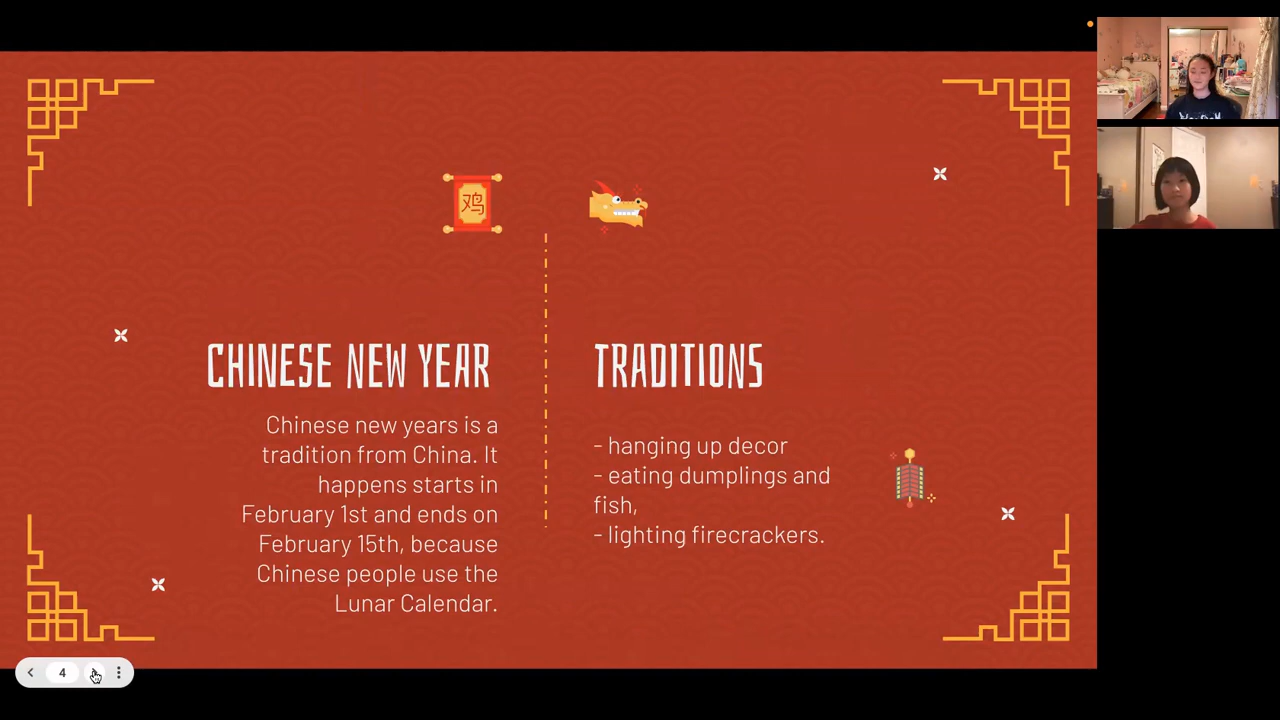 鸡
CHINESE NEW YEAR
Chinese new years is a
tradition from China. It
happens starts in
February 1st and ends on
February 15th, because
Chinese people use the
Lunar Calendar.
TRADITIONS
- hanging up decor
- eating dumplings and
fish,
- lighting firecrackers.
4